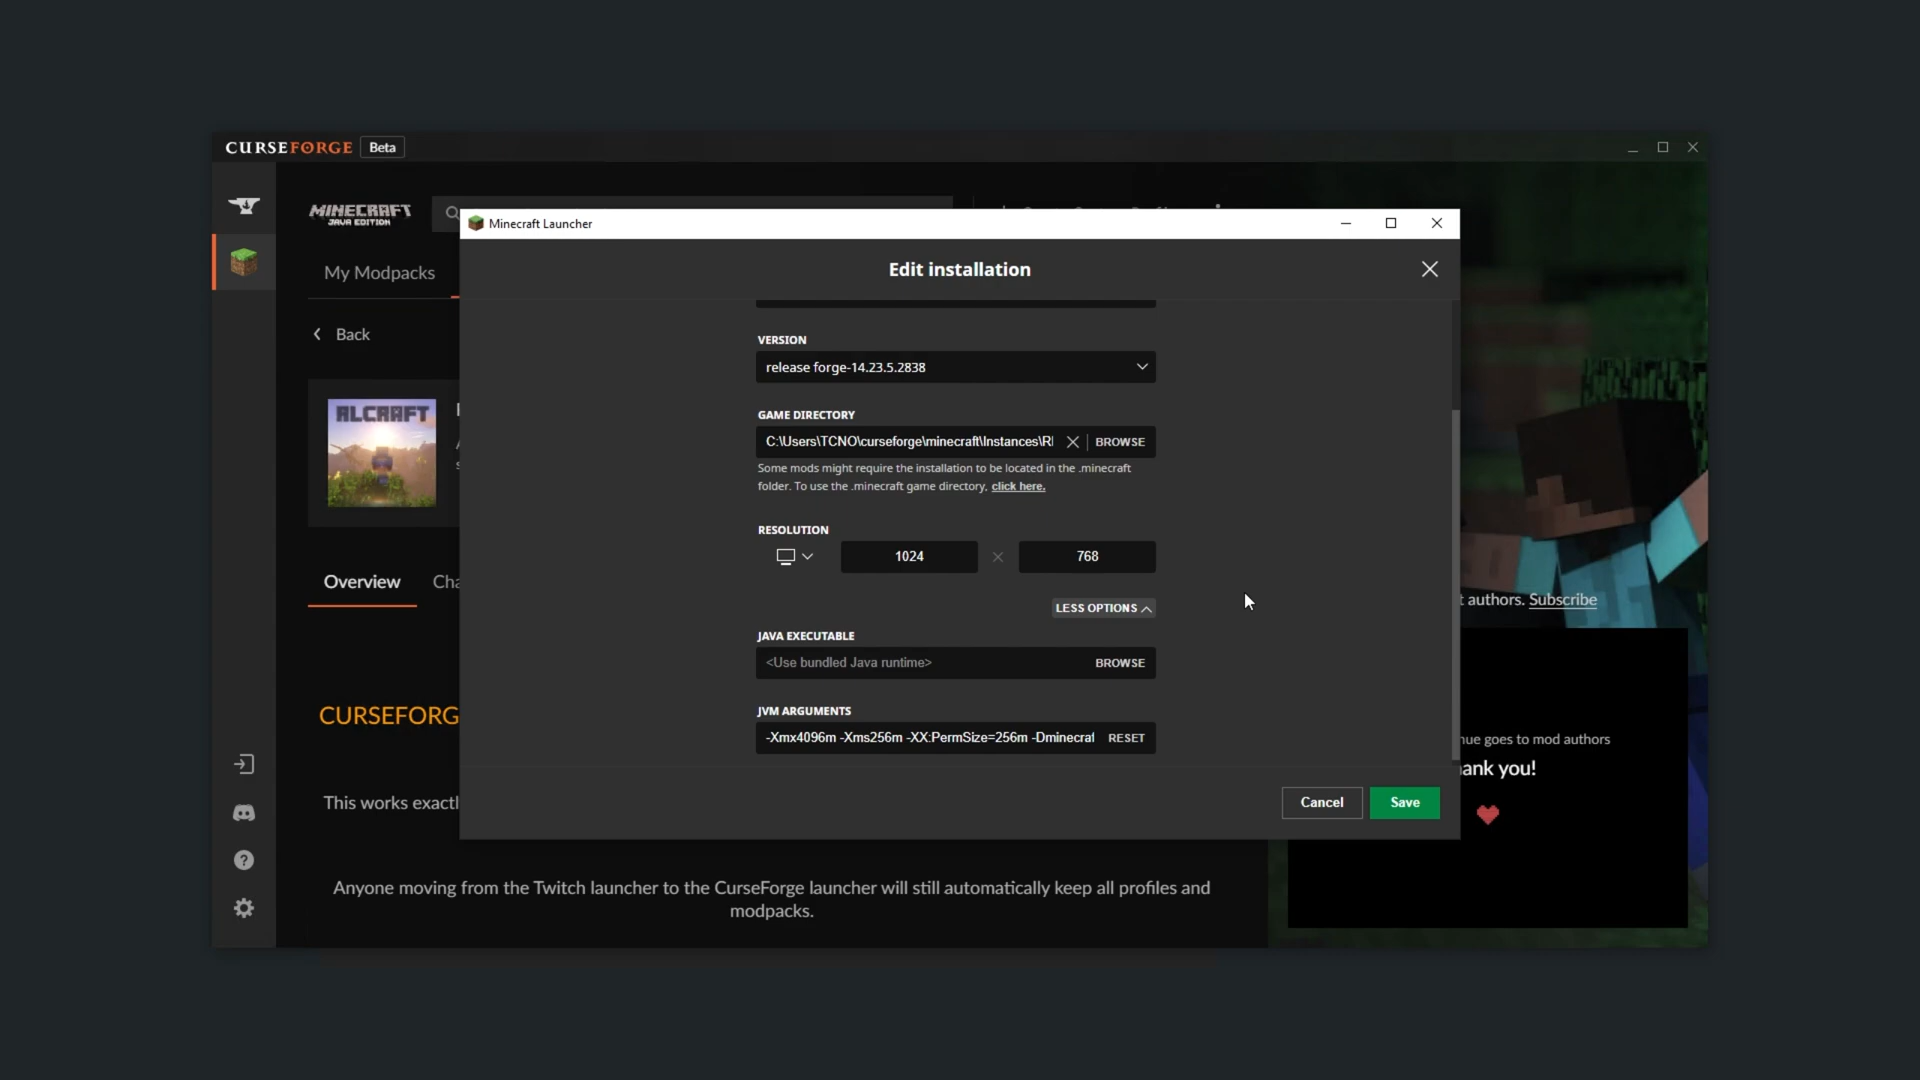 CURSEFORGE Beta
MINECRAFT
JAVA EDITION
Minecraft Launcher
Edit installation
My Modpacks
Back
VERSION
release forge-14.23.5.2838
GAME DIRECTORY
C:\Users\TCNO\curseforge\minecraft\Instances\R
BROWSE
Some mods might require the installation to be located in the .minecraft
folder. To use the .minecraft game directory, click here.
RLCRAFT
RESOLUTION
1024
768
LESS OPTIONS
Overview
Cha
JAVA EXECUTABLE
<Use bundled Java runtime>
BROWSE
JVM ARGUMENTS
-Xmx4096m -Xms256m -XX:PermSize=256m -Dminecraf
RESET
Cancel
Save
t authors. Subscribe
nue goes to mod authors
ank you!
CURSEFORG
This works exactl
Anyone moving from the Twitch launcher to the CurseForge launcher will still automatically keep all profiles and
modpacks.